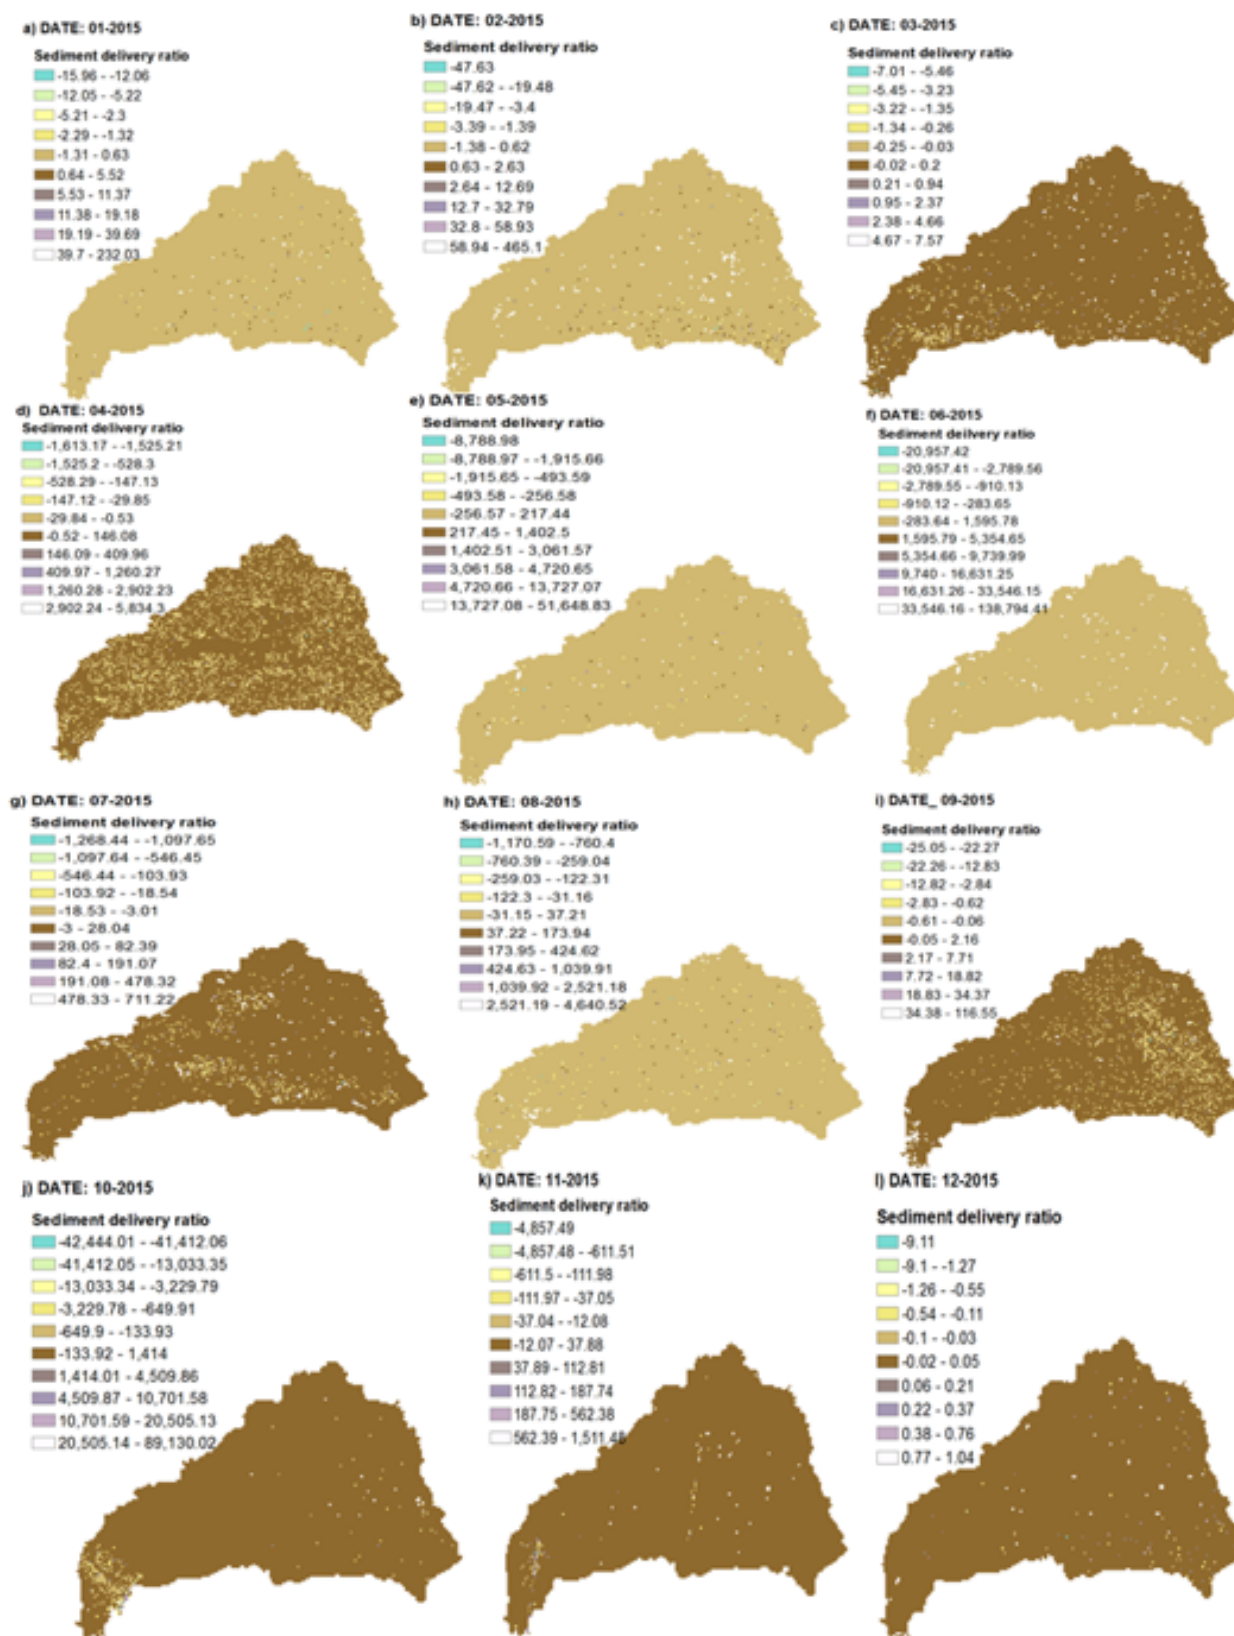 a) DATE: 01-2015
Sediment delivery ratio
-15.96 - -12.06
-12.05 - -5.22
-5.21 - -2.3
-2.29 - -1.32
-1.31 - 0.63
0.64 - 5.52
5.53 - 11.37
11.38 - 19.18
19.19 - 39.69
39.7 - 232.03
b) DATE: 02-2015
Sediment delivery ratio
-47.63
-47.62 - -19.48
-19.47 - -3.4
-3.39 - -1.39
-1.38 - 0.62
0.63 - 2.63
2.64 - 12.69
12.7 - 32.79
32.8 - 58.93
58.94 - 465.1
c) DATE: 03-2015
Sediment delivery ratio
-7.01 - -5.46
-5.45 - -3.23
-3.22 - -1.35
-1.34 - -0.26
-0.25 - -0.03
-0.02 - 0.2
0.21 - 0.94
0.95 - 2.37
2.38 - 4.66
4.67 - 7.57
d) DATE: 04-2015
Sediment delivery ratio
-1,613.17 - -1,525.21
-1,525.2 - -528.3
-528.29 - -147.13
-147.12 - -29.85
-29.84 - -0.53
-0.52 - 146.08
146.09 - 409.96
409.97 - 1,260.27
1,260.28 - 2,902.23
2,902.24 - 5,834.3
e) DATE: 05-2015
Sediment delivery ratio
-8,788.98
-8,788.97 - -1,915.66
-1,915.65 - -493.59
-493.58 - -256.58
-256.57 - 217.44
217.45 - 1,402.5
1,402.51 - 3,061.57
3,061.58 - 4,720.65
4,720.66 - 13,727.07
13,727.08 - 51,648.83
f) DATE: 06-2015
Sediment deilvery ratio
-20,957.42
-20,957.41 - -2,789.56
-2,789.55 - -910.13
-910.12 - -283.65
-283.64 - 1,595.78
1,595.79 - 5,354.65
5,354.66 - 9,739.99
9,740 - 16,631.25
16,631.26 - 33,546.15
33,546.16 - 138,794.41
g) DATE: 07-2015
Sediment delivery ratio
-1,268.44 - -1,097.65
-1,097.64 - -546.45
-546.44 - -103.93
-103.92 - -18.54
-18.53 - -3.01
-3 - 28.04
28.05 - 82.39
82.4 - 191.07
191.08 - 478.32
478.33 - 711.22
h) DATE: 08-2015
Sediment delivery ratio
-1,170.59 - -760.4
-760.39 - -259.04
-259.03 - -122.31
-122.3 - -31.16
-31.15 - 37.21
37.22 - 173.94
173.95 - 424.62
424.63 - 1,039.91
1,039.92 - 2,521.18
2,521.19 - 4,640.52
i) DATE_ 09-2015
Sediment delivery ratio
-25.05 - -22.27
-22.26 - -12.83
-12.82 - -2.84
-2.83 - -0.62
-0.61 - -0.06
-0.05 - 2.16
2.17 - 7.71
7.72 - 18.82
18.83 - 34.37
34.38 - 116.55
j) DATE: 10-2015
Sediment delivery ratio
-42,444.01 - -41,412.06
-41,412.05 - -13,033.35
-13,033.34 - -3,229.79
-3,229.78 - -649.91
-649.9 - -133.93
-133.92 - 1,414
1,414.01 - 4,509.86
4,509.87 - 10,701.58
10,701.59 - 20,505.13
20,505.14 - 89,130.02
k) DATE: 11-2015
Sediment delivery ratio
-4,857.49
-4,857.48 - -611.51
-611.5 - -111.98
-111.97 - -37.05
-37.04 - -12.08
-12.07 - 37.88
37.89 - 112.81
112.82 - 187.74
187.75 - 562.38
562.39 - 1,511.48
l) DATE: 12-2015
Sediment delivery ratio
-9.11
-9.1 - -1.27
-1.26 - -0.55
-0.54 - -0.11
-0.1 - -0.03
-0.02 - 0.05
0.06 - 0.21
0.22 - 0.37
0.38 - 0.76
0.77 - 1.04